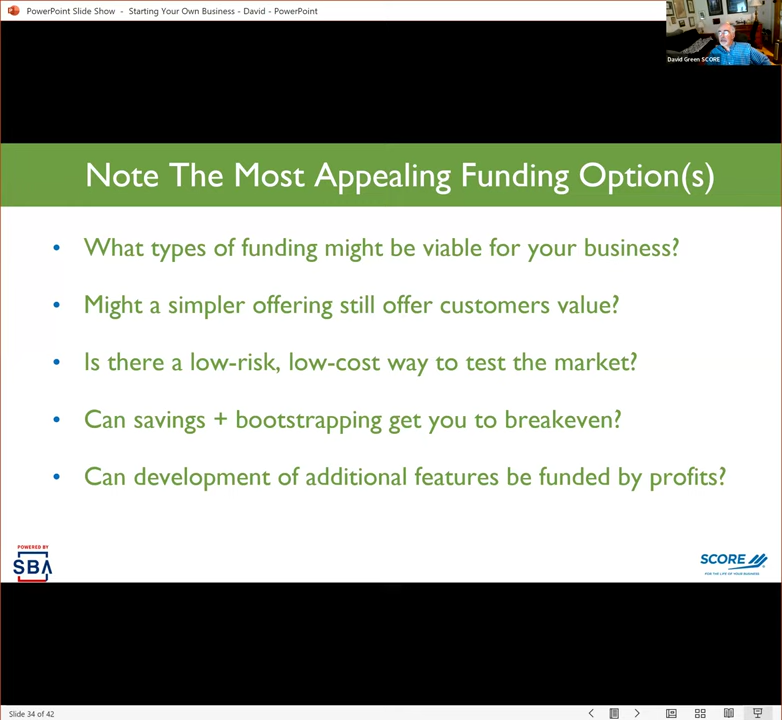 PowerPoint Slide Show - Starting Your Own Business - David - PowerPoint
David Green SCORE
Note The Most Appealing Funding Option(s)
• What types of funding might be viable for your business?
• Might a simpler offering still offer customers value?
• Is there a low-risk, low-cost way to test the market?
• Can savings + bootstrapping get you to breakeven?
• Can development of additional features be funded by profits?
POWERED BY
SBA
SCORE
FOR THE LIFE OF YOUR BUSINESS
Slide 34 of 42